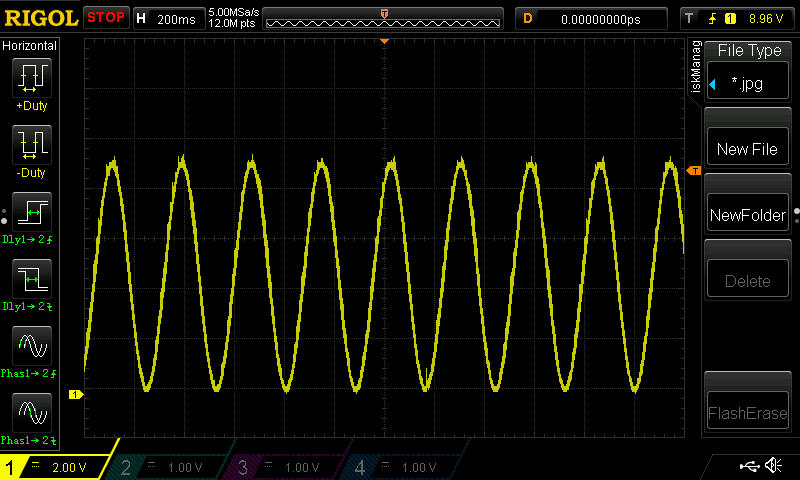 RIGOL STOP H 200ms 5.00MSa/s D 0.00000000ps T 1 8.96 V
12.0M pts
T
Horizontal
+Duty
-Duty
Dly1→2
Dly1→2
Phas1→2
Phas1→2
T
1
iskManag
File Type
*.jpg
New File
NewFolder
Delete
FlashErase
1 2.00 V 2 1.00 V 3 1.00 V 4 1.00 V